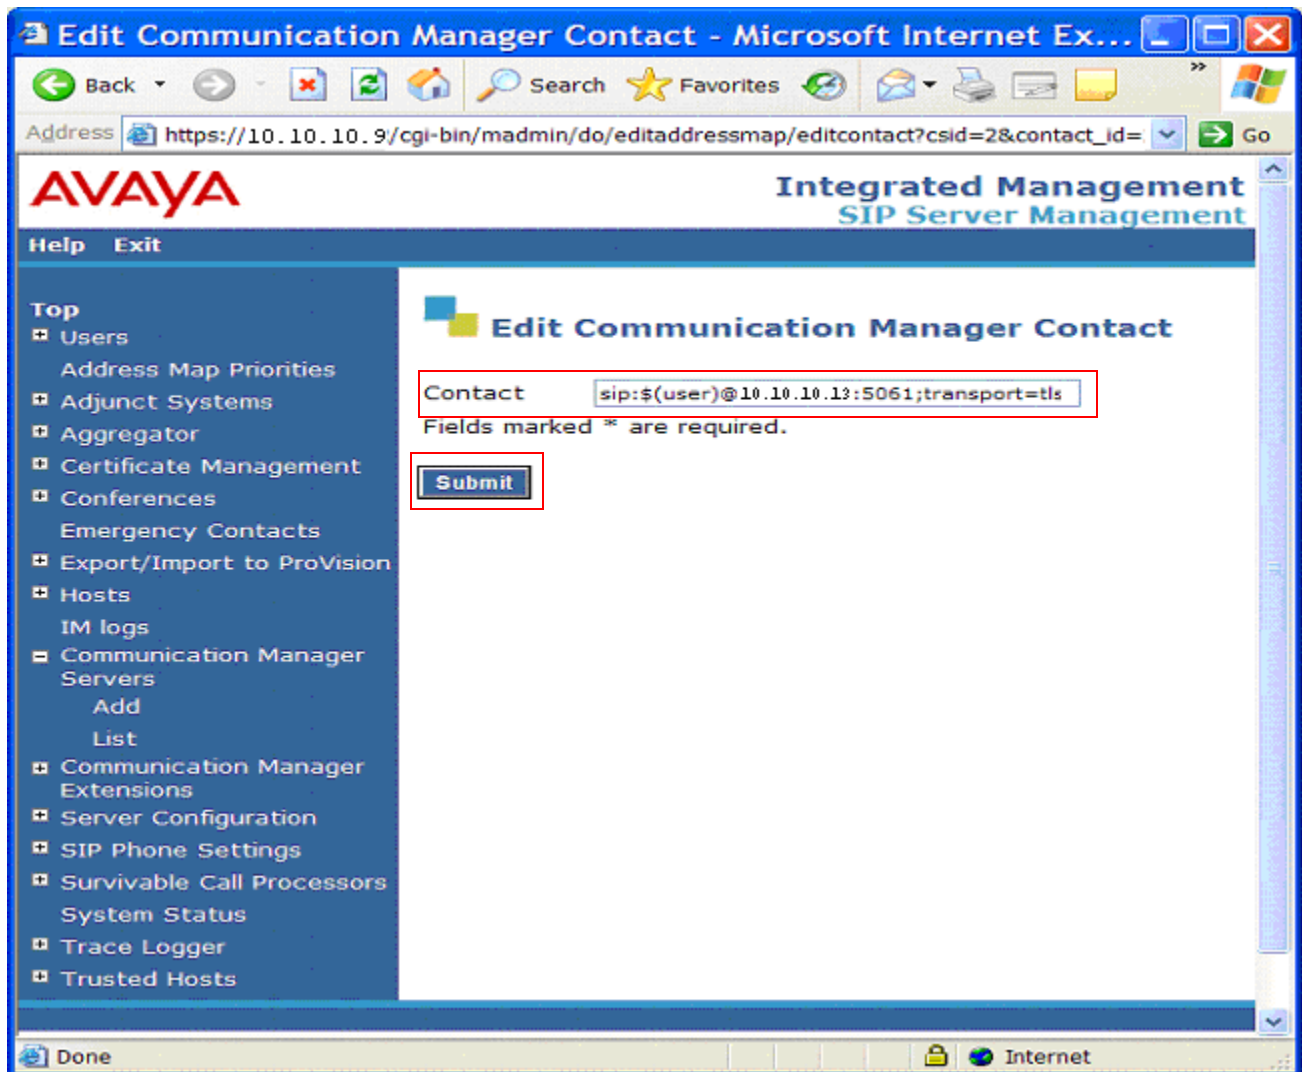 Edit Communication Manager Contact - Microsoft Internet Ex...
Back Search Favorites »
Address https://10.10.10.9/cgi-bin/madmin/do/editaddressmap/editcontact?csid=2&contact_id= Go
AVAYA
Integrated Management
SIP Server Management
Help Exit
Top
Users
Address Map Priorities
Adjunct Systems
Aggregator
Certificate Management
Conferences
Emergency Contacts
Export/Import to ProVision
Hosts
IM logs
Communication Manager
Servers
Add
List
Communication Manager
Extensions
Server Configuration
SIP Phone Settings
Survivable Call Processors
System Status
Trace Logger
Trusted Hosts
Edit Communication Manager Contact
Contact sip:$(user)@10.10.10.13:5061;transport=tls
Fields marked * are required.
Submit
Done Internet